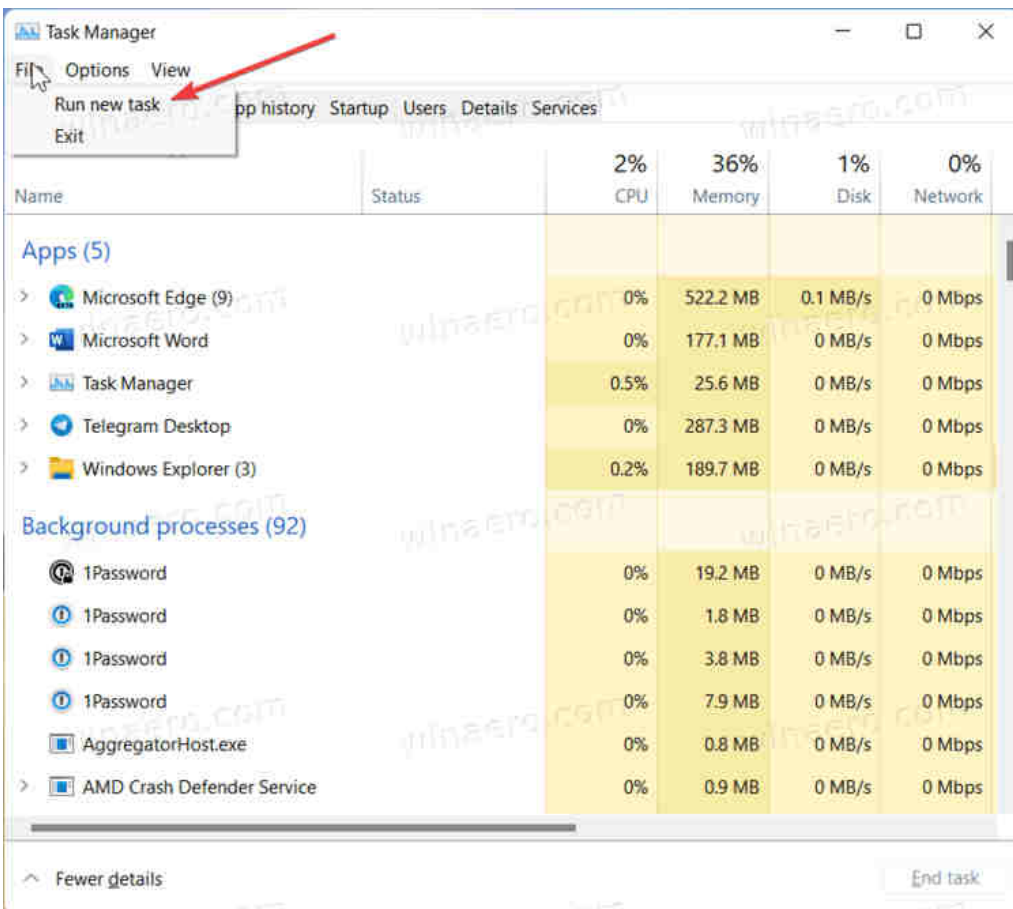 Task Manager
File Options View
Run new task
pp history Startup Users Details Services
Exit
2% 36% 1% 0%
Name Status CPU Memory Disk Network
Apps (5)
Microsoft Edge (9) 0% 522.2 MB 0.1 MB/s 0 Mbps
Microsoft Word 0% 177.1 MB 0 MB/s 0 Mbps
Task Manager 0.5% 25.6 MB 0 MB/s 0 Mbps
Telegram Desktop 0% 287.3 MB 0 MB/s 0 Mbps
Windows Explorer (3) 0.2% 189.7 MB 0 MB/s 0 Mbps
Background processes (92)
1Password 0% 19.2 MB 0 MB/s 0 Mbps
1Password 0% 1.8 MB 0 MB/s 0 Mbps
1Password 0% 3.8 MB 0 MB/s 0 Mbps
1Password 0% 7.9 MB 0 MB/s 0 Mbps
AggregatorHost.exe 0% 0.8 MB 0 MB/s 0 Mbps
AMD Crash Defender Service 0% 0.9 MB 0 MB/s 0 Mbps
Fewer details End task
winaero.com